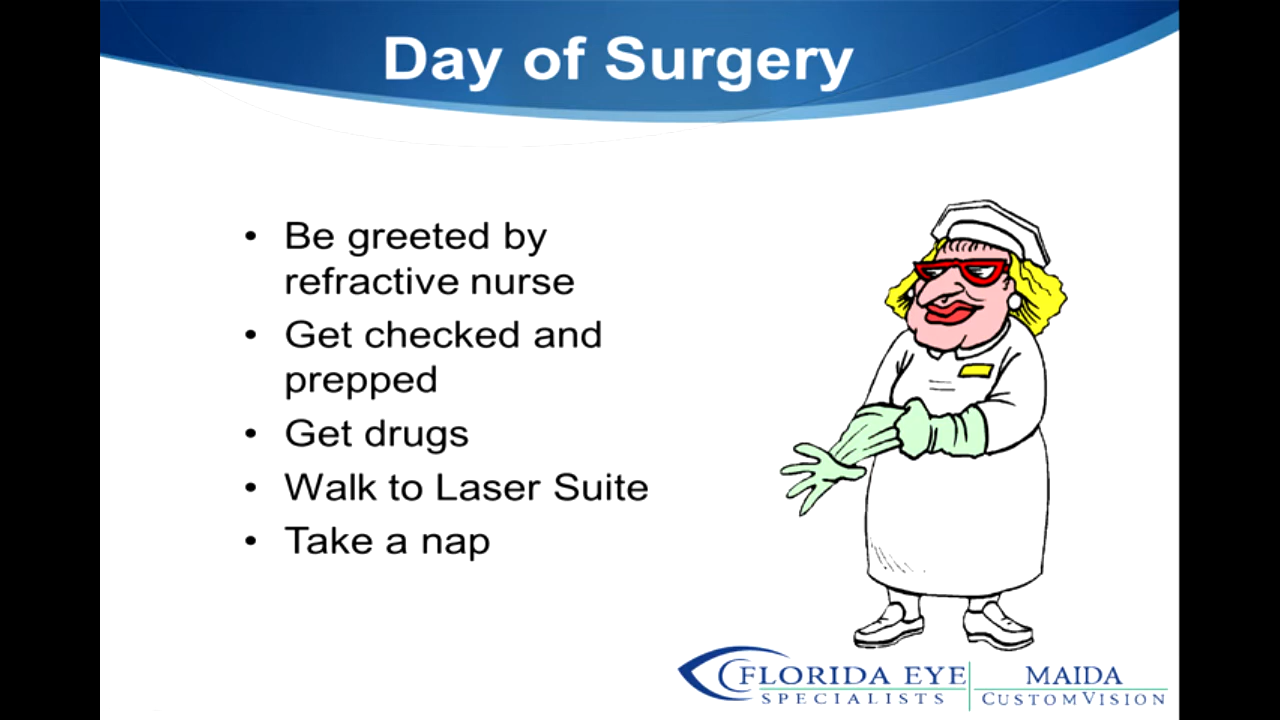 Day of Surgery
• Be greeted by
refractive nurse
• Get checked and
prepped
• Get drugs
• Walk to Laser Suite
• Take a nap
FLORIDA EYE
SPECIALISTS
MAIDA
CUSTOMVISION